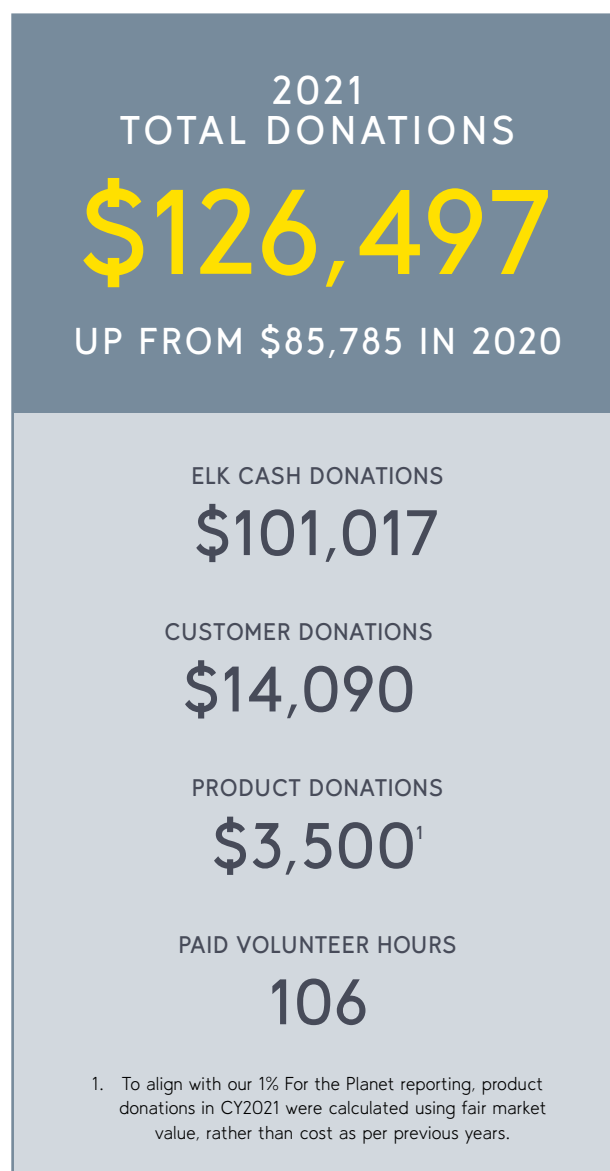 2021
TOTAL DONATIONS
$126,497
UP FROM $85,785 IN 2020
ELK CASH DONATIONS
$101,017
CUSTOMER DONATIONS
$14,090
PRODUCT DONATIONS
$3,500¹
PAID VOLUNTEER HOURS
106
1. To align with our 1% For the Planet reporting, product
donations in CY2021 were calculated using fair market
value, rather than cost as per previous years.